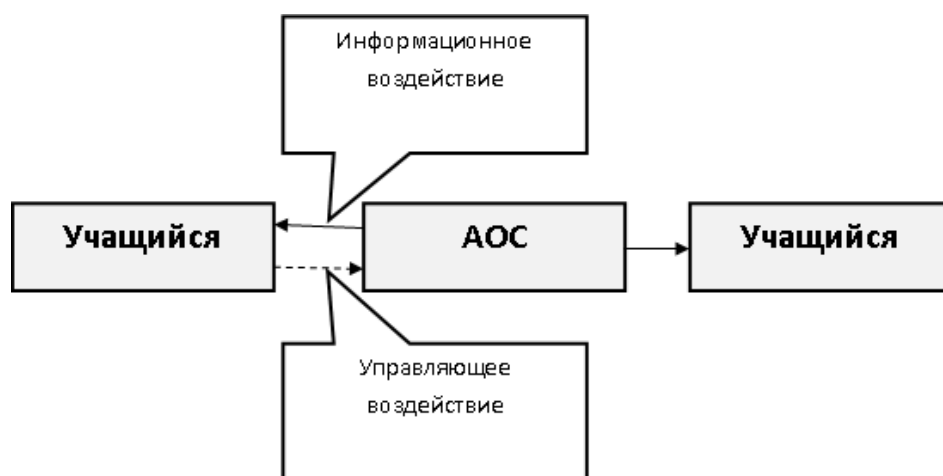 Информационное
воздействие
Учащийся
АОС
Учащийся
Управляющее
воздействие